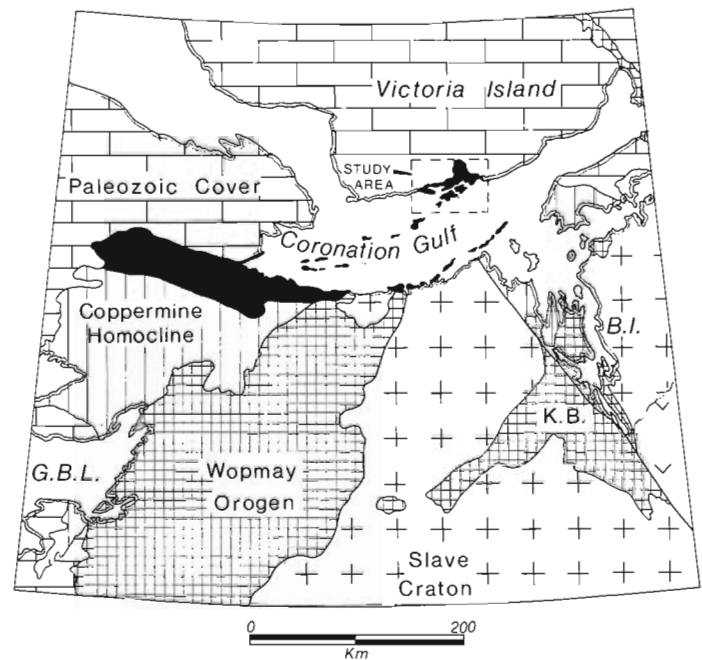 Victoria Island
STUDY
AREA
Paleozoic Cover
Coronation Gulf
Coppermine
Homocline
B.I.
K.B.
G.B.L.
Wopmay
Orogen
Slave
Craton
0 200
Km